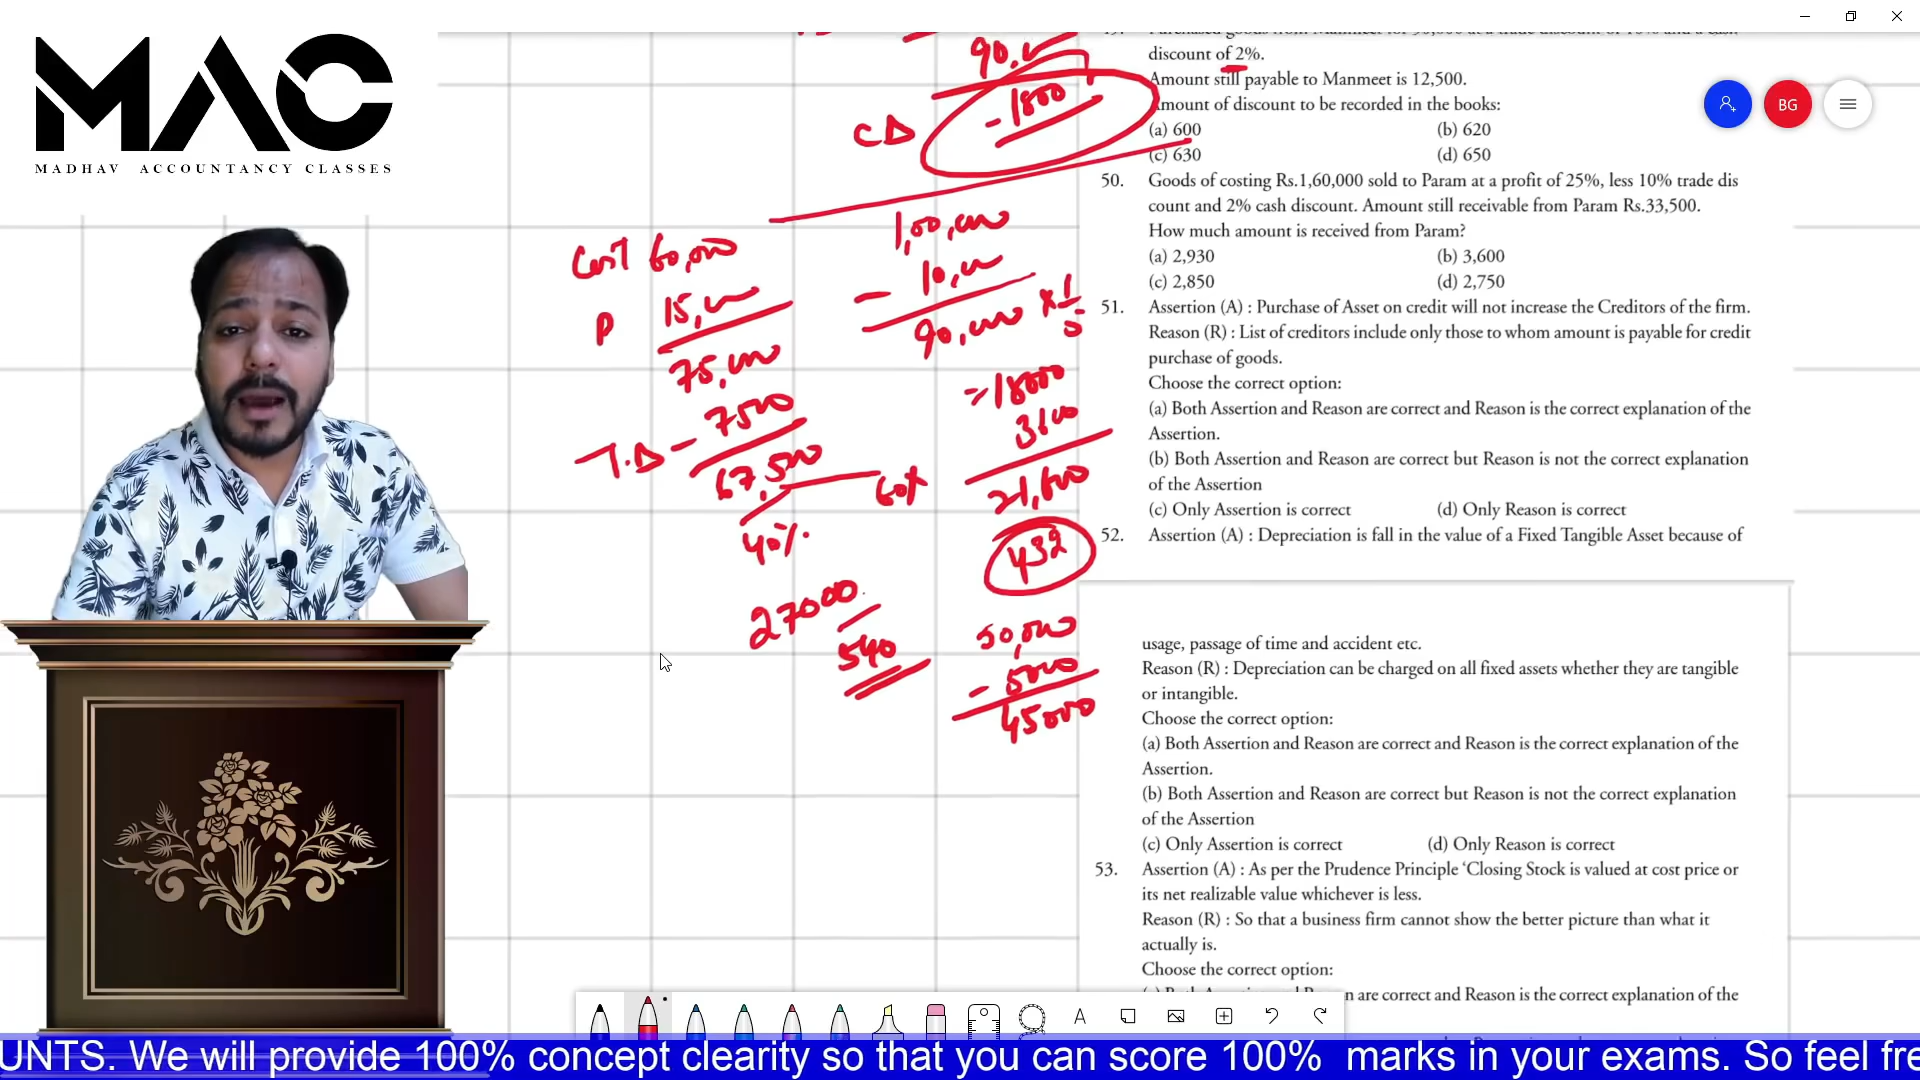 MAC
MADHAV ACCOUNTANCY CLASSES
discount of 2%.
Amount still payable to Manmeet is 12,500.
Amount of discount to be recorded in the books:
(a) 600 (b) 620
(c) 630 (d) 650
50. Goods of costing Rs.1,60,000 sold to Param at a profit of 25%, less 10% trade dis
count and 2% cash discount. Amount still receivable from Param Rs.33,500.
How much amount is received from Param?
(a) 2,930 (b) 3,600
(c) 2,850 (d) 2,750
51. Assertion (A) : Purchase of Asset on credit will not increase the Creditors of the firm.
Reason (R) : List of creditors include only those to whom amount is payable for credit
purchase of goods.
Choose the correct option:
(a) Both Assertion and Reason are correct and Reason is the correct explanation of the
Assertion.
(b) Both Assertion and Reason are correct but Reason is not the correct explanation
of the Assertion
(c) Only Assertion is correct (d) Only Reason is correct
52. Assertion (A) : Depreciation is fall in the value of a Fixed Tangible Asset because of
usage, passage of time and accident etc.
Reason (R) : Depreciation can be charged on all fixed assets whether they are tangible
or intangible.
Choose the correct option:
(a) Both Assertion and Reason are correct and Reason is the correct explanation of the
Assertion.
(b) Both Assertion and Reason are correct but Reason is not the correct explanation
of the Assertion
(c) Only Assertion is correct (d) Only Reason is correct
53. Assertion (A) : As per the Prudence Principle ‘Closing Stock is valued at cost price or
its net realizable value whichever is less.
Reason (R) : So that a business firm cannot show the better picture than what it
actually is.
Choose the correct option:
n are correct and Reason is the correct explanation of the
BG
- 1800
CD
Cost 60,000
P 15,000
75,000
T.D - 7500
67,500
60%
40%
27000
540
1,00,000
- 10,000
90,000 × 1/5
= 18000
3600
21,600
432
50,000
- 5000
45000
A
UNTS. We will provide 100% concept clearity so that you can score 100% marks in your exams. So feel fre